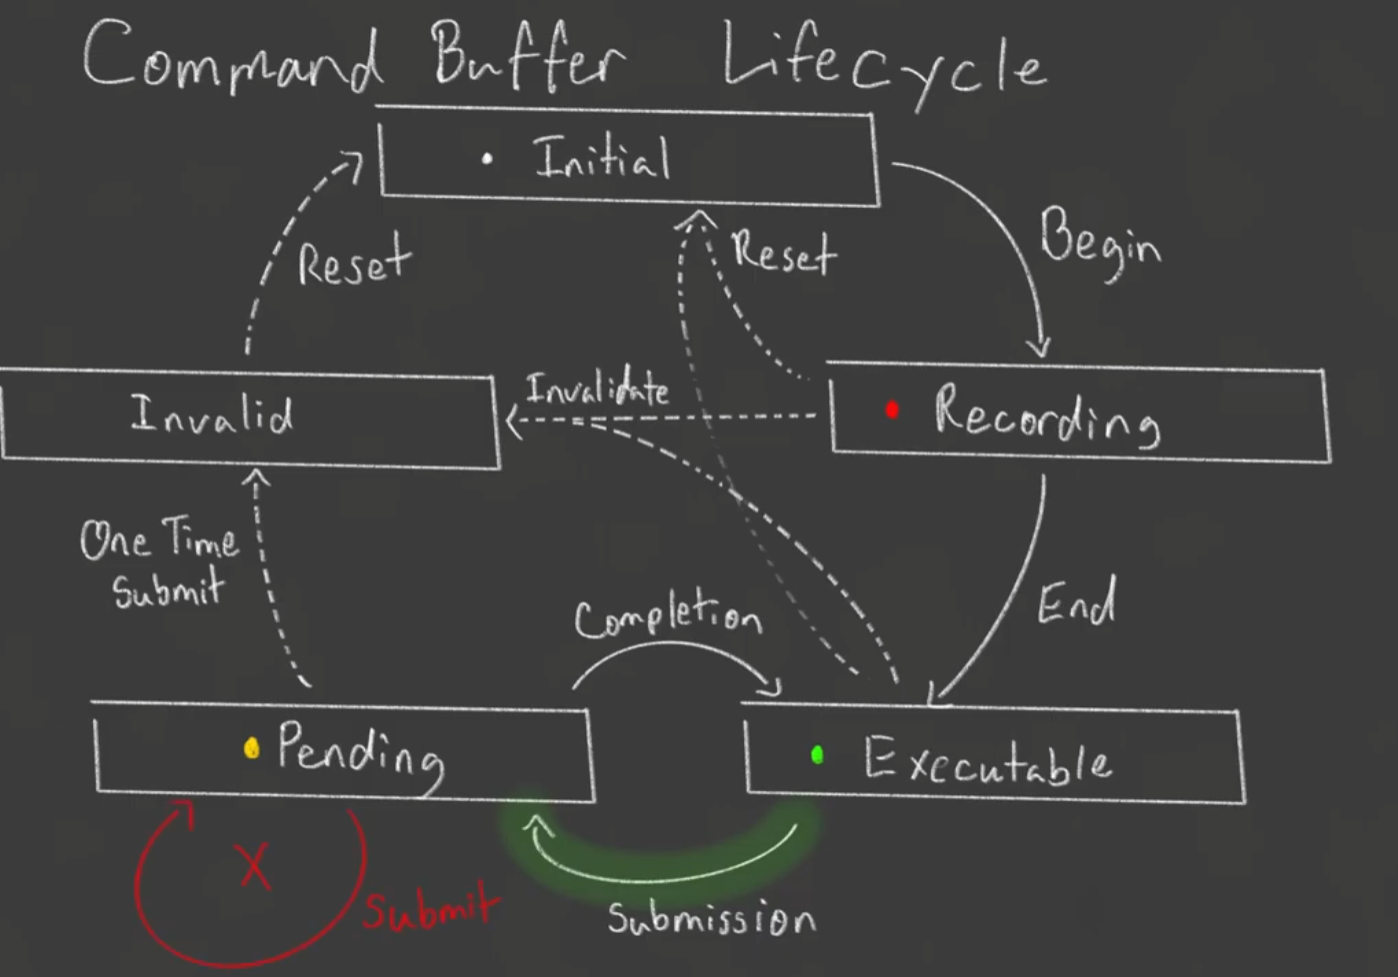 Command Buffer Lifecycle
Initial
Reset
Reset
Begin
Invalid
Invalidate
Recording
One Time
Submit
Completion
End
Pending
Executable
X
Submit
Submission